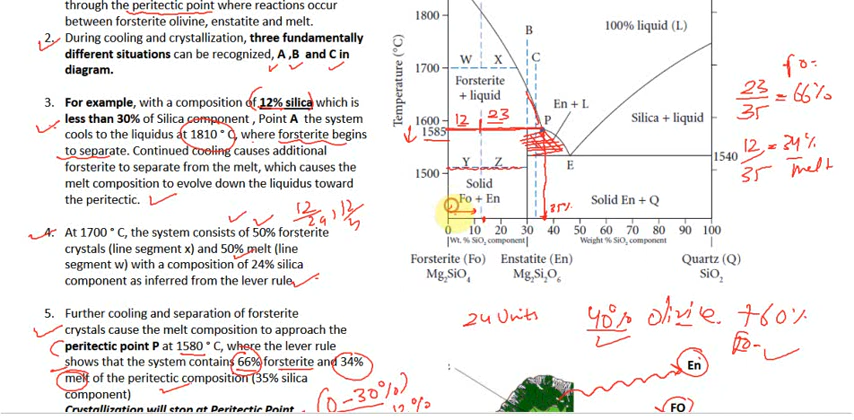 through the peritectic point where reactions occur
between forsterite olivine, enstatite and melt.
2. During cooling and crystallization, three fundamentally
different situations can be recognized, A ,B and C in
diagram.
3. For example, with a composition of 12% silica which is
less than 30% of Silica component , Point A the system
cools to the liquidus at 1810 ° C, where forsterite begins
to separate. Continued cooling causes additional
forsterite to separate from the melt, which causes the
melt composition to evolve down the liquidus toward
the peritectic.
12/24, 12/
4. At 1700 ° C, the system consists of 50% forsterite
crystals (line segment x) and 50% melt (line
segment w) with a composition of 24% silica
component as inferred from the lever rule.
5. Further cooling and separation of forsterite
crystals cause the melt composition to approach the
peritectic point P at 1580 ° C, where the lever rule
shows that the system contains 66% forsterite and 34%
melt of the peritectic composition (35% silica
component)
Crystallization will stop at Peritectic Point
(0-30%)
12%
Temperature (°C)
1800
1700
1600
1585
1500
B
C
100% liquid (L)
W X
Forsterite
+ liquid
12 23
P
En + L
Silica + liquid
1540
E
Y Z
Solid
Fo + En
35%
Solid En + Q
0 10 20 30 40 50 60 70 80 90 100
Wt. % SiO2 component
Weight % SiO2 component
Forsterite (Fo)
Mg2SiO4
Enstatite (En)
Mg2Si2O6
Quartz (Q)
SiO2
fo=
23/35 = 66%
12/35 = 34%
melt
24 Units
40% olivie +60%
En
FO